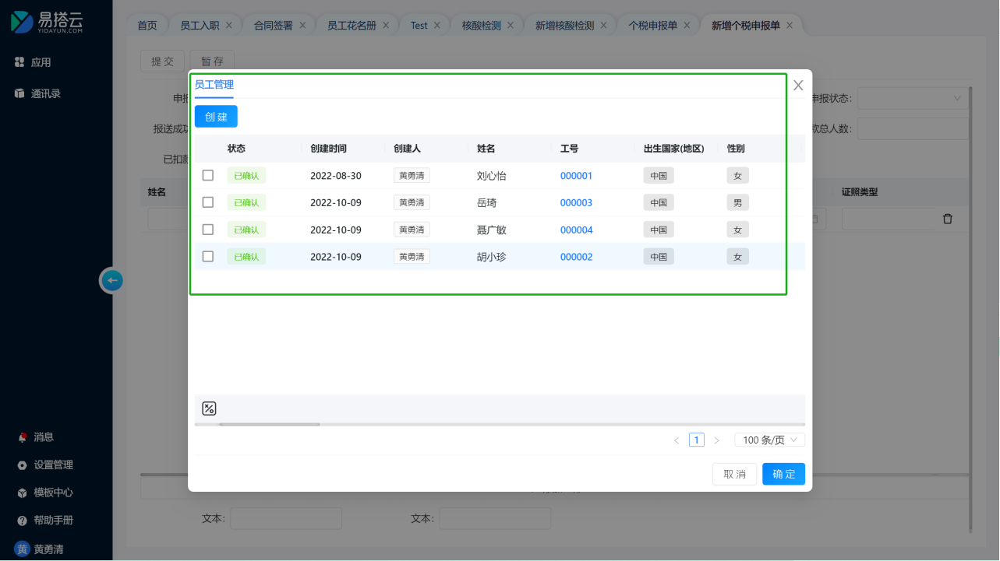 易搭云
YIDAYUN.COM
首页 员工入职 合同签署 员工花名册 Test 核酸检测 新增核酸检测 个税申报单 新增个税申报单
应用
通讯录
提交 暂存
员工管理
申报状态:
创建
报送成功
款总人数:
状态 创建时间 创建人 姓名 工号 出生国家(地区) 性别
已扣款
已确认 2022-08-30 黄勇清 刘心怡 000001 中国 女
姓名 证照类型
已确认 2022-10-09 黄勇清 岳琦 000003 中国 男
已确认 2022-10-09 黄勇清 聂广敏 000004 中国 女
已确认 2022-10-09 黄勇清 胡小珍 000002 中国 女
1 100 条/页
取消 确定
消息
设置管理
模板中心
帮助手册
文本: 文本:
黄 黄勇清